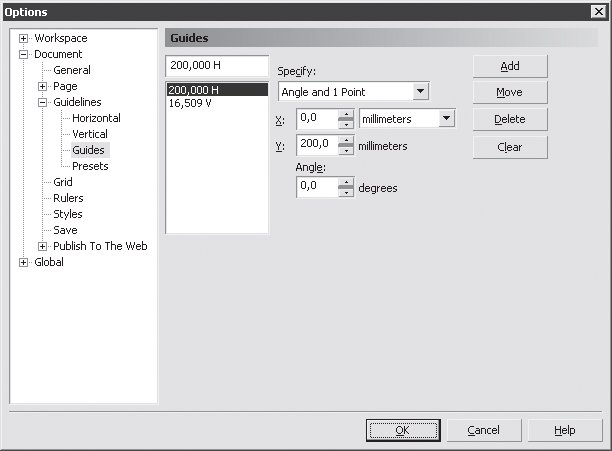 Options
Workspace
Document
General
Page
Guidelines
Horizontal
Vertical
Guides
Presets
Grid
Rulers
Styles
Save
Publish To The Web
Global
Guides
200,000 H
200,000 H
16,509 V
Specify:
Angle and 1 Point
X: 0,0 millimeters
Y: 200,0 millimeters
Angle:
0,0 degrees
Add
Move
Delete
Clear
OK Cancel Help